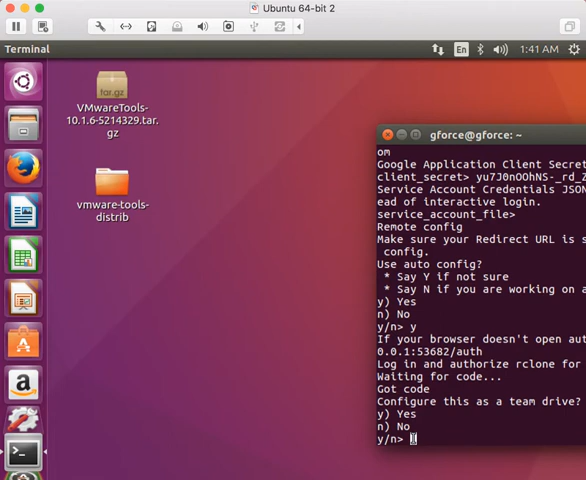 Ubuntu 64-bit 2
Terminal
En
1:41 AM
tar.gz
VMwareTools-
10.1.6-5214329.tar.
gz
vmware-tools-
distrib
gforce@gforce: ~
om
Google Application Client Secre
client_secret>
Service Account Credentials JSON
ead of interactive login.
service_account_file>
Remote config
Make sure your Redirect URL is s
config.
Use auto config?
* Say Y if not sure
* Say N if you are working on a
y) Yes
n) No
y/n> y
If your browser doesn't open aut
0.0.1:53682/auth
Log in and authorize rclone for
Waiting for code...
Got code
Configure this as a team drive?
y) Yes
n) No
y/n>